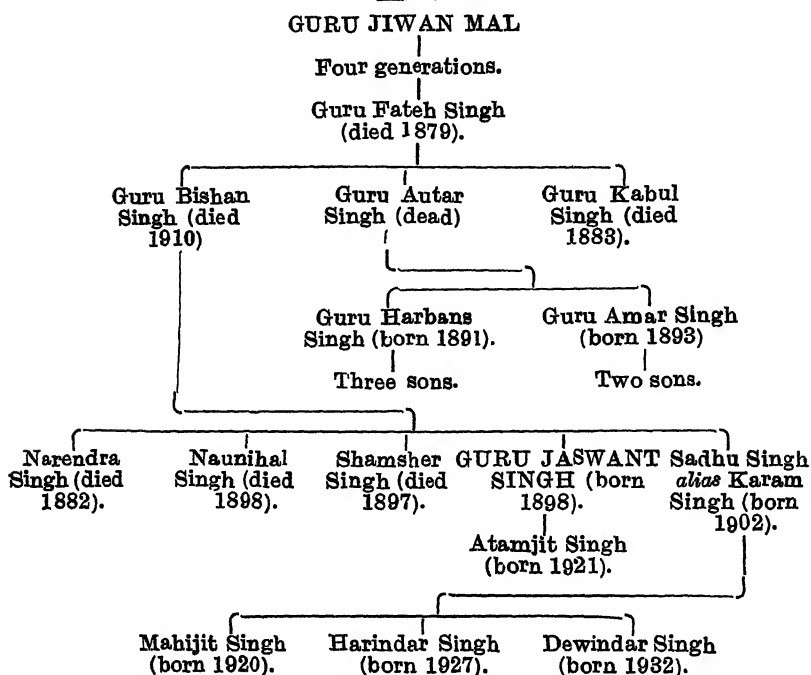 GURU JIWAN MAL
Four generations.
Guru Fateh Singh
(died 1879).
Guru Bishan
Singh (died
1910)
Guru Autar
Singh (dead)
Guru Kabul
Singh (died
1883).
Guru Harbans
Singh (born 1891).
Guru Amar Singh
(born 1893)
Three sons.
Two sons.
Narendra
Singh (died
1882).
Naunihal
Singh (died
1898).
Shamsher
Singh (died
1897).
GURU JASWANT
SINGH (born
1898).
Sadhu Singh
alias Karam
Singh (born
1902).
Atamjit Singh
(born 1921).
Mahijit Singh
(born 1920).
Harindar Singh
(born 1927).
Dewindar Singh
(born 1932).